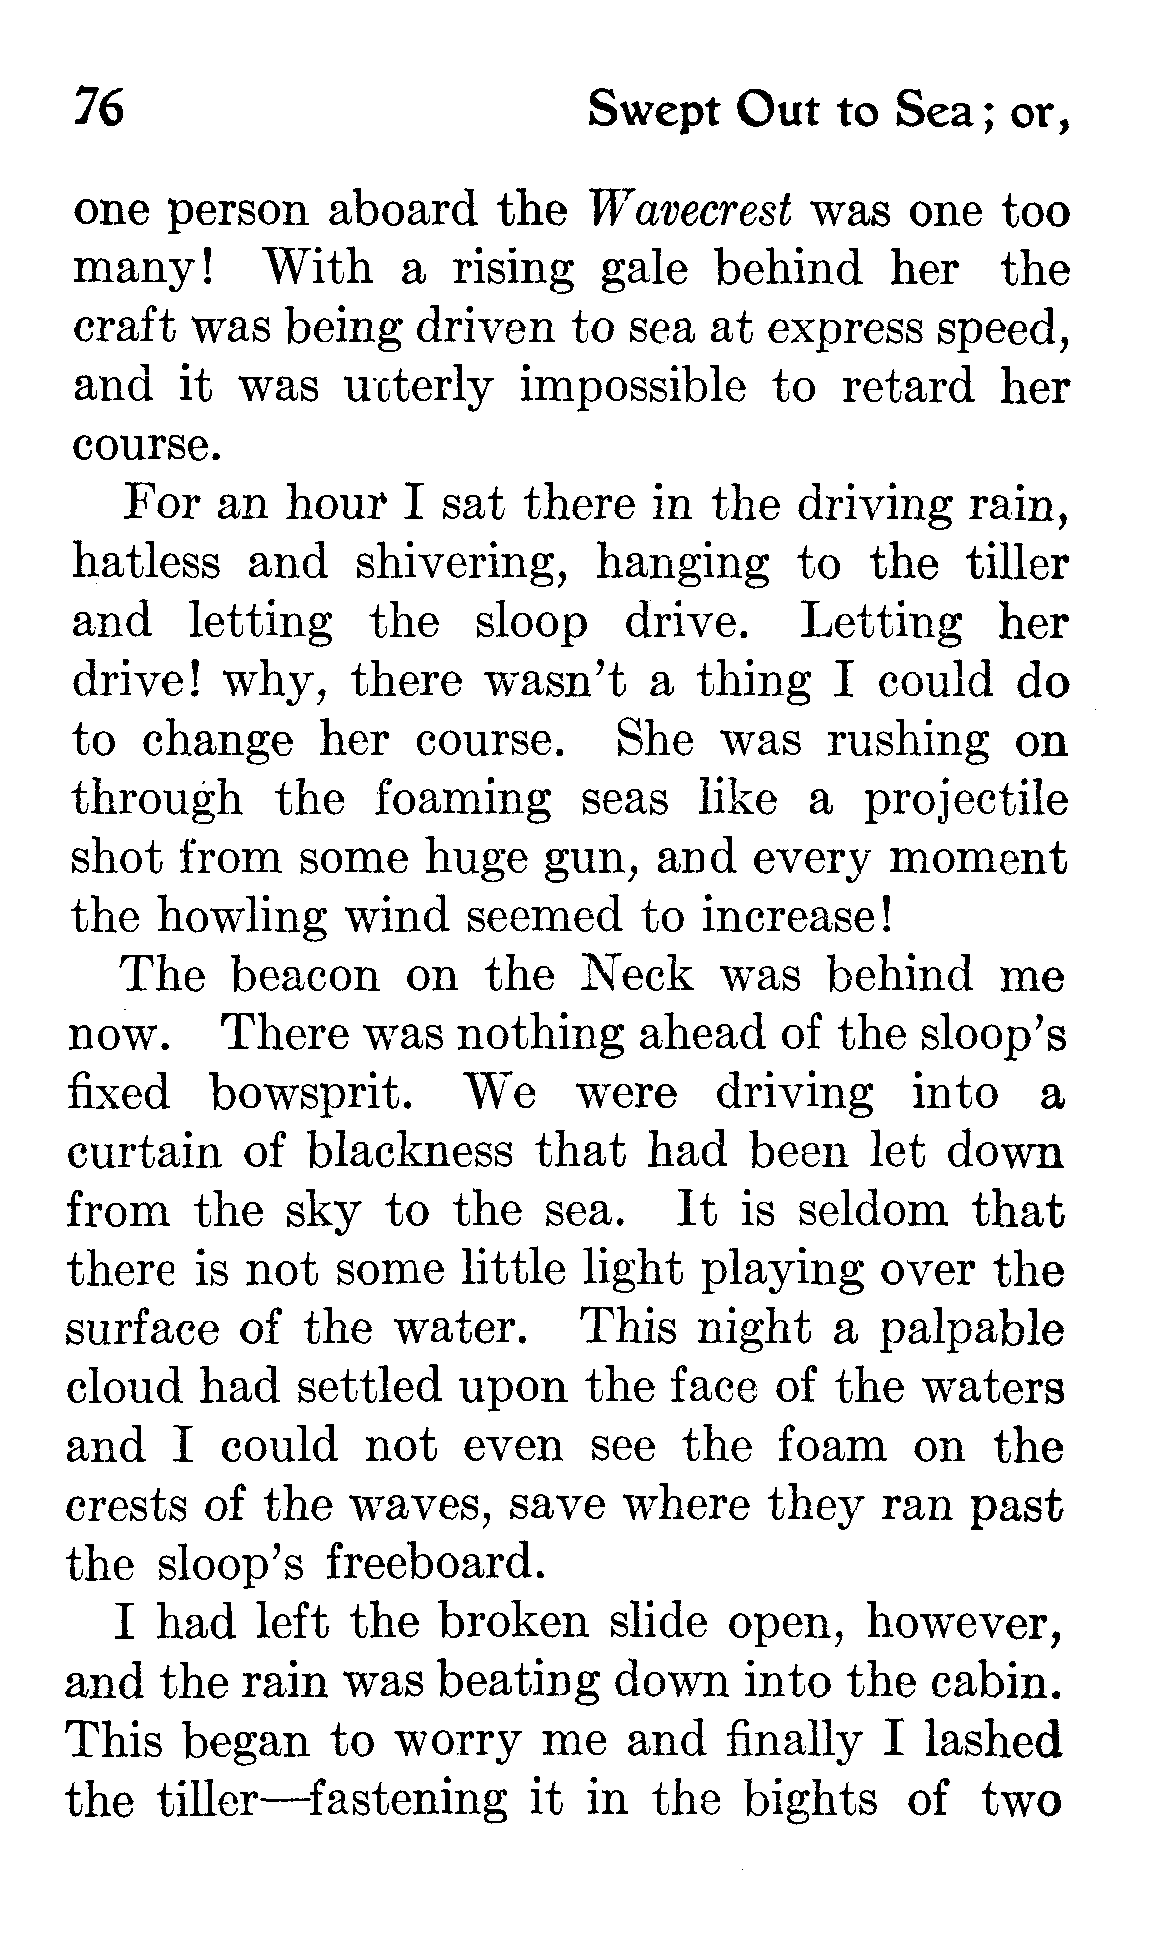 76 Swept Out to Sea; or,
one person aboard the Wavecrest was one too
many! With a rising gale behind her the
craft was being driven to sea at express speed,
and it was utterly impossible to retard her
course.
For an hour I sat there in the driving rain,
hatless and shivering, hanging to the tiller
and letting the sloop drive. Letting her
drive! why, there wasn't a thing I could do
to change her course. She was rushing on
through the foaming seas like a projectile
shot from some huge gun, and every moment
the howling wind seemed to increase!
The beacon on the Neck was behind me
now. There was nothing ahead of the sloop's
fixed bowsprit. We were driving into a
curtain of blackness that had been let down
from the sky to the sea. It is seldom that
there is not some little light playing over the
surface of the water. This night a palpable
cloud had settled upon the face of the waters
and I could not even see the foam on the
crests of the waves, save where they ran past
the sloop's freeboard.
I had left the broken slide open, however,
and the rain was beating down into the cabin.
This began to worry me and finally I lashed
the tiller—fastening it in the bights of two